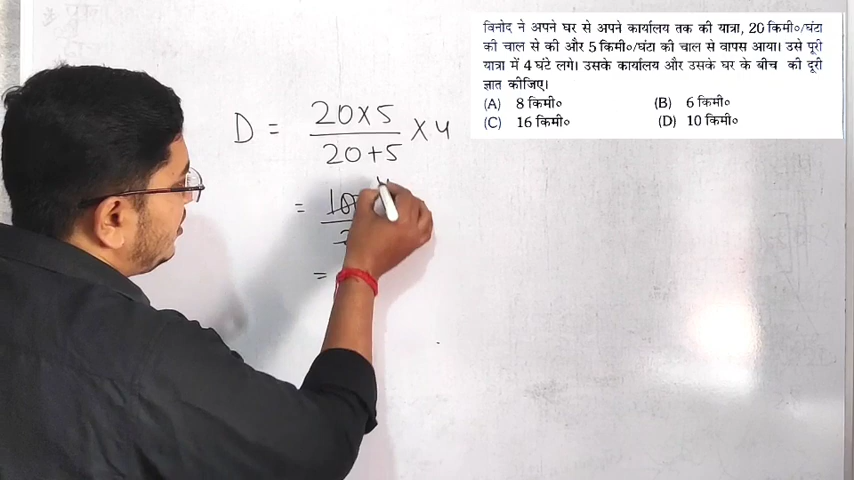 विनोद ने अपने घर से अपने कार्यालय तक की यात्रा, 20 किमी०/घंटा
की चाल से की और 5 किमी०/घंटा की चाल से वापस आया। उसे पूरी
यात्रा में 4 घंटे लगे। उसके कार्यालय और उसके घर के बीच की दूरी
ज्ञात कीजिए।
(A) 8 किमी० (B) 6 किमी०
(C) 16 किमी० (D) 10 किमी०
D = 20×5 / 20+5 × 4
= 100
=